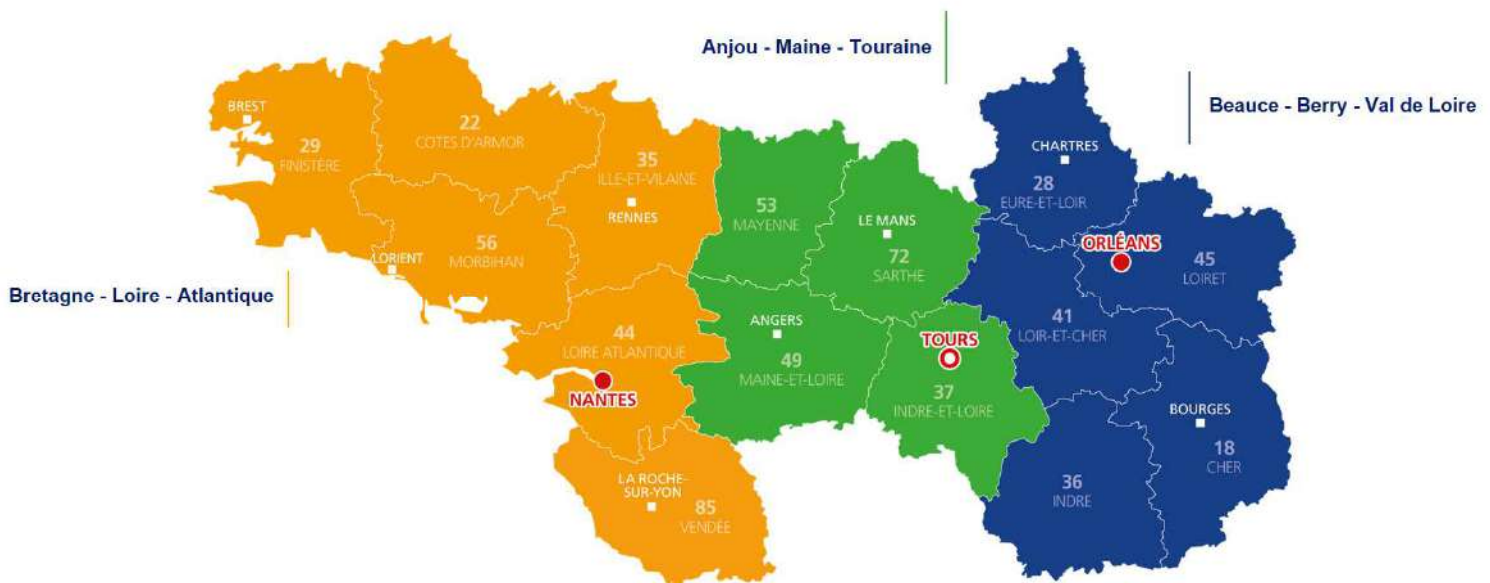 Anjou - Maine - Touraine
Beauce - Berry - Val de Loire
Bretagne - Loire - Atlantique
BREST
29
FINISTÈRE
22
COTES D'ARMOR
35
ILLE-ET-VILAINE
RENNES
56
MORBIHAN
LORIENT
44
LOIRE ATLANTIQUE
NANTES
LA ROCHE-
SUR-YON
85
VENDÉE
53
MAYENNE
LE MANS
72
SARTHE
ANGERS
49
MAINE-ET-LOIRE
TOURS
37
INDRE-ET-LOIRE
CHARTRES
28
EURE-ET-LOIR
ORLÉANS
45
LOIRET
41
LOIR-ET-CHER
BOURGES
18
CHER
36
INDRE